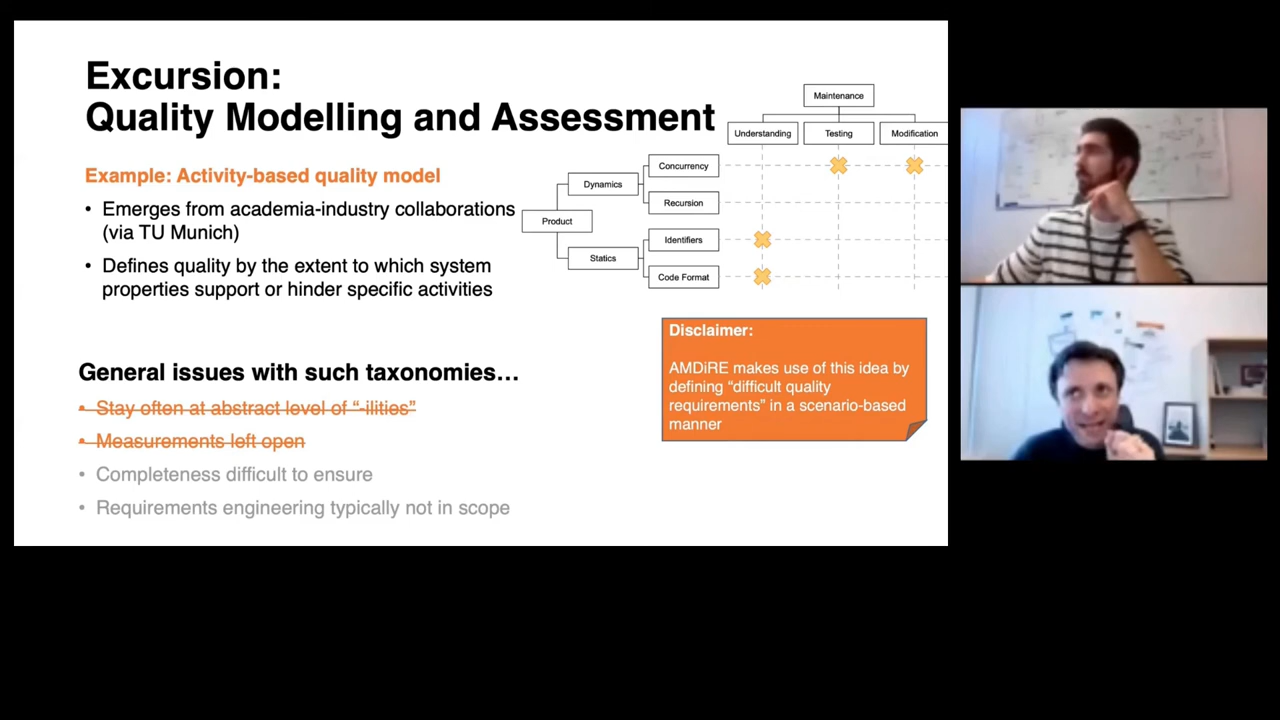 Excursion:
Quality Modelling and Assessment
Example: Activity-based quality model
• Emerges from academia-industry collaborations
(via TU Munich)
• Defines quality by the extent to which system
properties support or hinder specific activities
Maintenance
Understanding
Testing
Modification
Product
Dynamics
Statics
Concurrency
Recursion
Identifiers
Code Format
General issues with such taxonomies…
• Stay often at abstract level of “-ilities”
• Measurements left open
• Completeness difficult to ensure
• Requirements engineering typically not in scope
Disclaimer:
AMDiRE makes use of this idea by
defining “difficult quality
requirements” in a scenario-based
manner